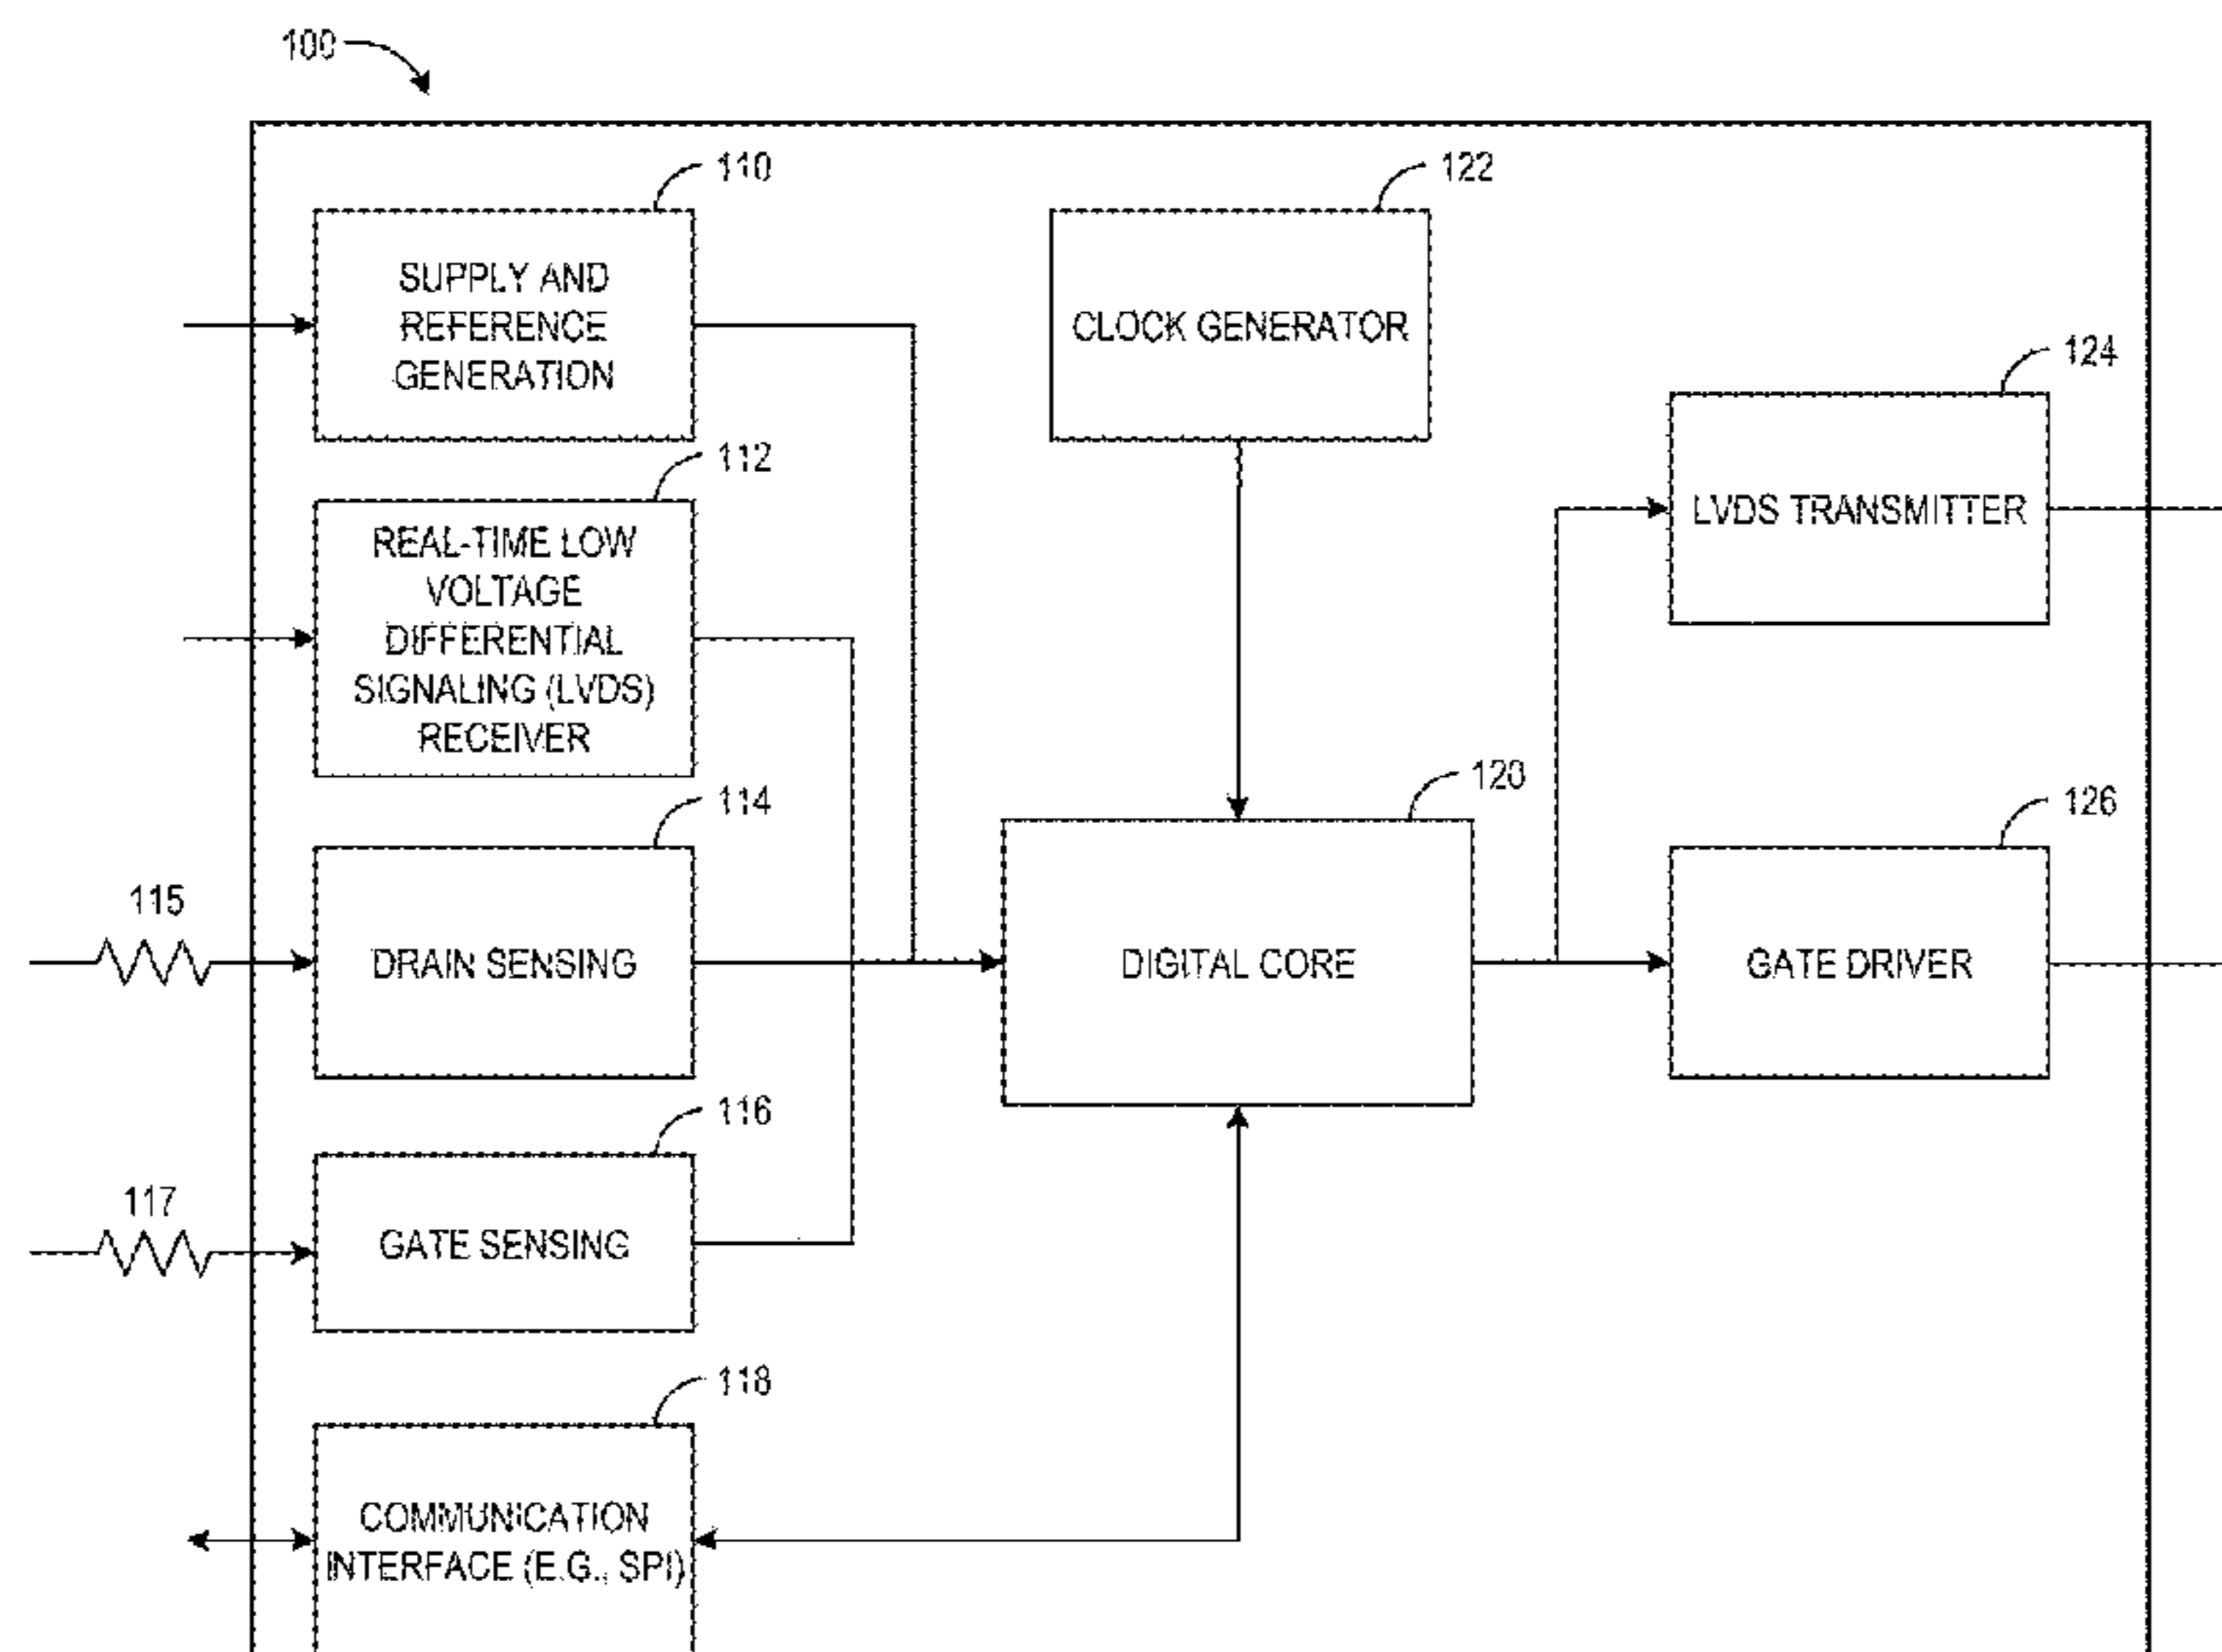 100
110
SUPPLY AND
REFERENCE
GENERATION
122
CLOCK GENERATOR
112
REAL-TIME LOW
VOLTAGE
DIFFERENTIAL
SIGNALING (LVDS)
RECEIVER
124
LVDS TRANSMITTER
114
115
DRAIN SENSING
120
DIGITAL CORE
126
GATE DRIVER
116
117
GATE SENSING
118
COMMUNICATION
INTERFACE (E.G., SPI)